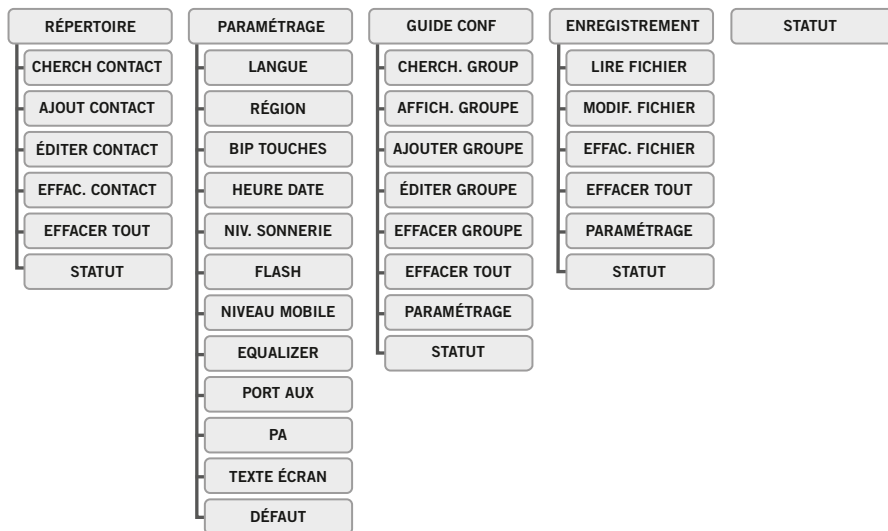 RÉPERTOIRE
CHERCH CONTACT
AJOUT CONTACT
ÉDITER CONTACT
EFFAC. CONTACT
EFFACER TOUT
STATUT
PARAMÉTRAGE
LANGUE
RÉGION
BIP TOUCHES
HEURE DATE
NIV. SONNERIE
FLASH
NIVEAU MOBILE
EQUALIZER
PORT AUX
PA
TEXTE ÉCRAN
DÉFAUT
GUIDE CONF
CHERCH. GROUP
AFFICH. GROUPE
AJOUTER GROUPE
ÉDITER GROUPE
EFFACER GROUPE
EFFACER TOUT
PARAMÉTRAGE
STATUT
ENREGISTREMENT
LIRE FICHIER
MODIF. FICHIER
EFFAC. FICHIER
EFFACER TOUT
PARAMÉTRAGE
STATUT
STATUT